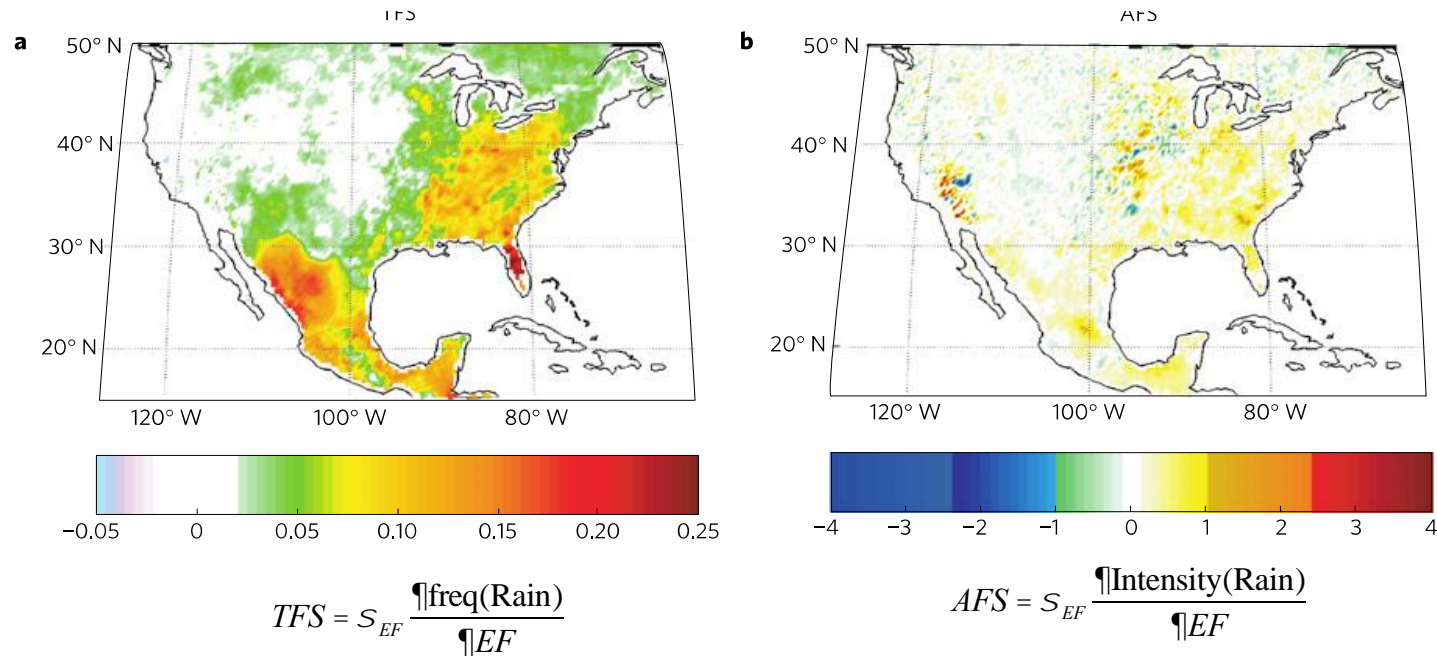 TFS
AFS
a
b
50° N
40° N
30° N
20° N
120° W
100° W
80° W
50° N
40° N
30° N
20° N
120° W
100° W
80° W
−0.05
0
0.05
0.10
0.15
0.20
0.25
−4
−3
−2
−1
0
1
2
3
4
TFS = S_EF ¶freq(Rain) / ¶EF
AFS = S_EF ¶Intensity(Rain) / ¶EF